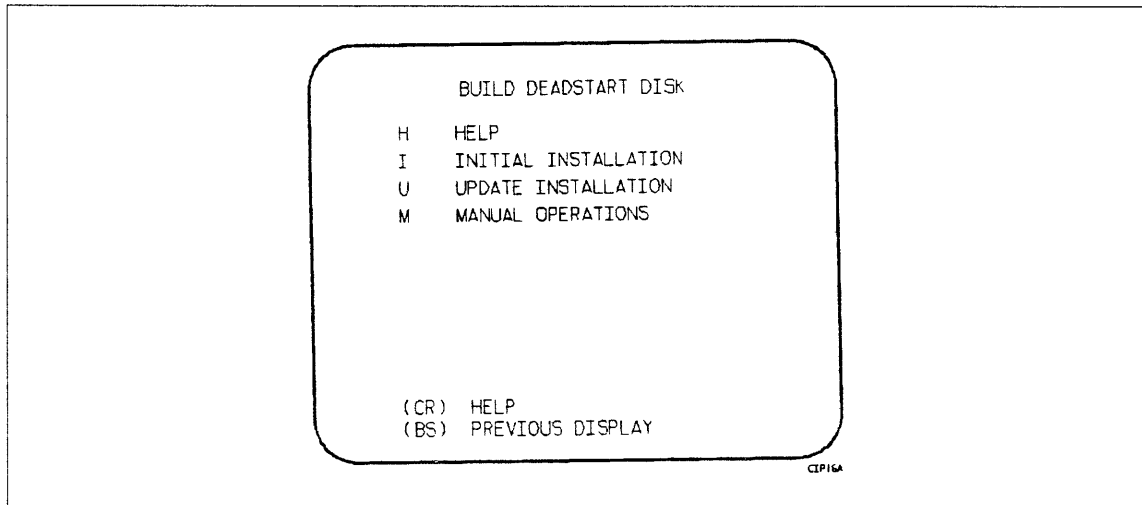 BUILD DEADSTART DISK
H HELP
I INITIAL INSTALLATION
U UPDATE INSTALLATION
M MANUAL OPERATIONS
(CR) HELP
(BS) PREVIOUS DISPLAY
CIP16A